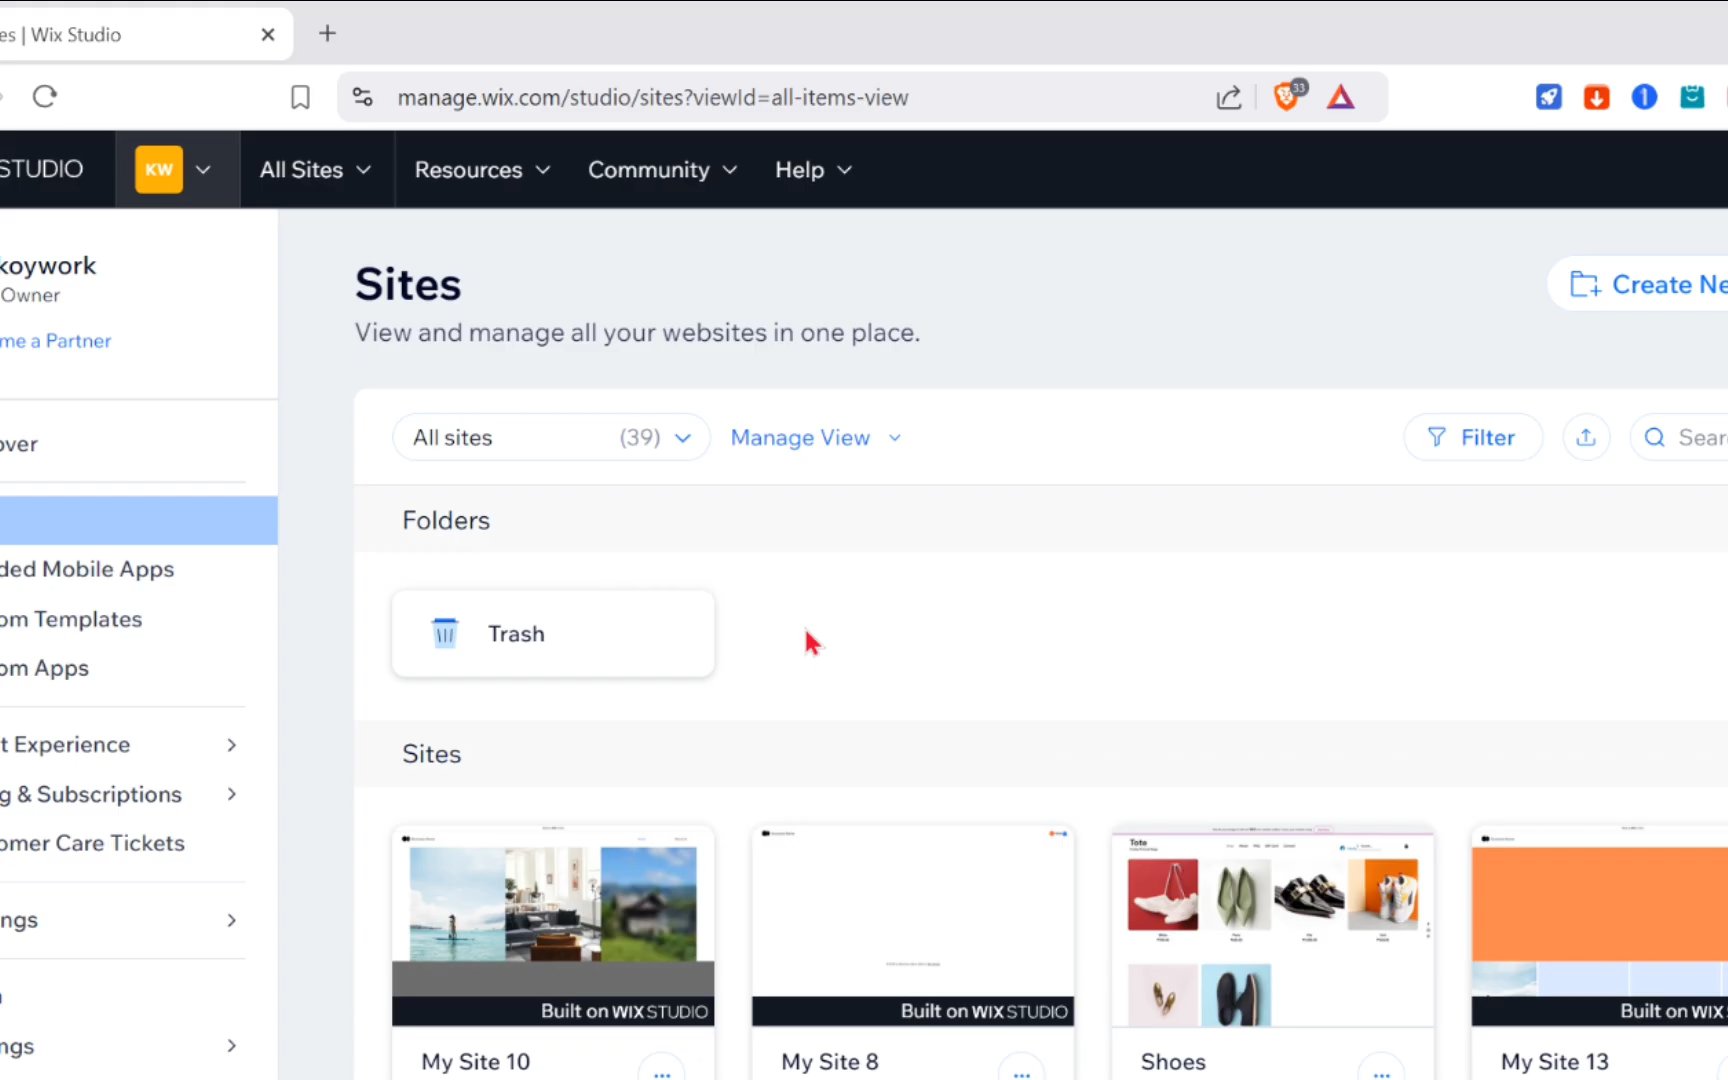 es | Wix Studio
manage.wix.com/studio/sites?viewId=all-items-view
33
STUDIO
KW
All Sites
Resources
Community
Help
koywork
Owner
me a Partner
over
ded Mobile Apps
om Templates
om Apps
t Experience
g & Subscriptions
omer Care Tickets
ngs
ngs
Sites
View and manage all your websites in one place.
Create Ne
All sites (39)
Manage View
Filter
Sear
Folders
Trash
Sites
Built on WIX STUDIO
My Site 10
Built on WIX STUDIO
My Site 8
Tote
Shoes
Built on WIX
My Site 13